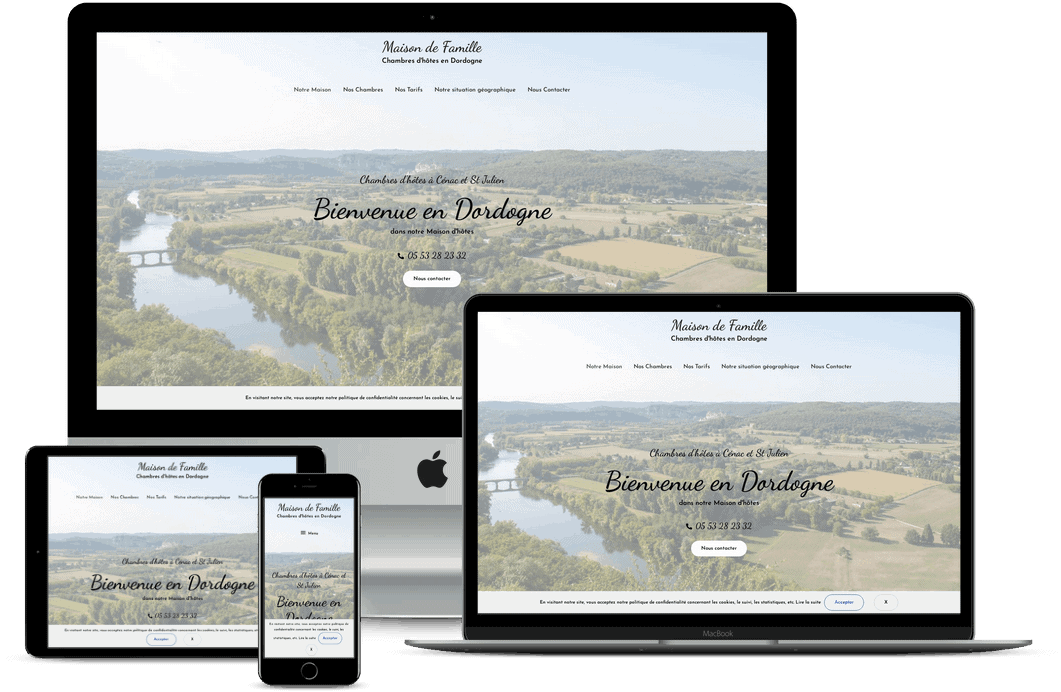 Maison de Famille
Chambres d'hôtes en Dordogne
Notre Maison Nos Chambres Nos Tarifs Notre situation géographique Nous Contacter
Chambres d'hôtes à Cénac et St Julien
Bienvenue en Dordogne
dans notre Maison d'hôtes
05 53 28 23 32
Nous contacter
En visitant notre site, vous acceptez notre politique de confidentialité concernant les cookies, le sui
Maison de Famille
Chambres d'hôtes en Dordogne
Notre Maison Nos Chambres Nos Tarifs Notre situation géographique Nous Contacter
Chambres d'hôtes à Cénac et St Julien
Bienvenue en Dordogne
dans notre Maison d'hôtes
05 53 28 23 32
Nous contacter
En visitant notre site, vous acceptez notre politique de confidentialité concernant les cookies, le suivi, les statistiques, etc. Lire la suite Accepter X
MacBook
Maison de Famille
Chambres d'hôtes en Dordogne
Notre Maison Nos Chambres Nos Tarifs Notre situation géographique Nous Con
Chambres d'hôtes à Cénac et St Julien
Bienvenue en Dordogne
dans notre Maison d'hôtes
05 53 28 23 32
En visitant notre site, vous acceptez notre politique de confidentialité concernant les cookies, le suivi, les statistiques, et
Accepter X
Maison de Famille
Chambres d'hôtes en Dordogne
Menu
Chambres d'hôtes à Cénac et
St Julien
Bienvenue en
Dordogne
En visitant notre site, vous acceptez notre politique de
confidentialité concernant les cookies, le suivi, les
statistiques, etc. Lire la suite Accepter
X